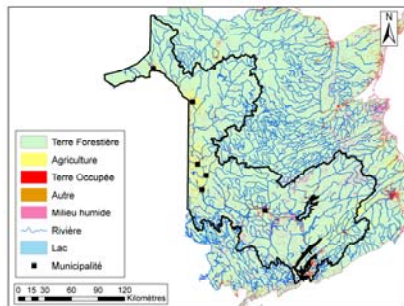 N
Terre Forestière
Agriculture
Terre Occupée
Autre
Milieu humide
Rivière
Lac
Municipalité
0 15 30 60 90 120
Kilomètres